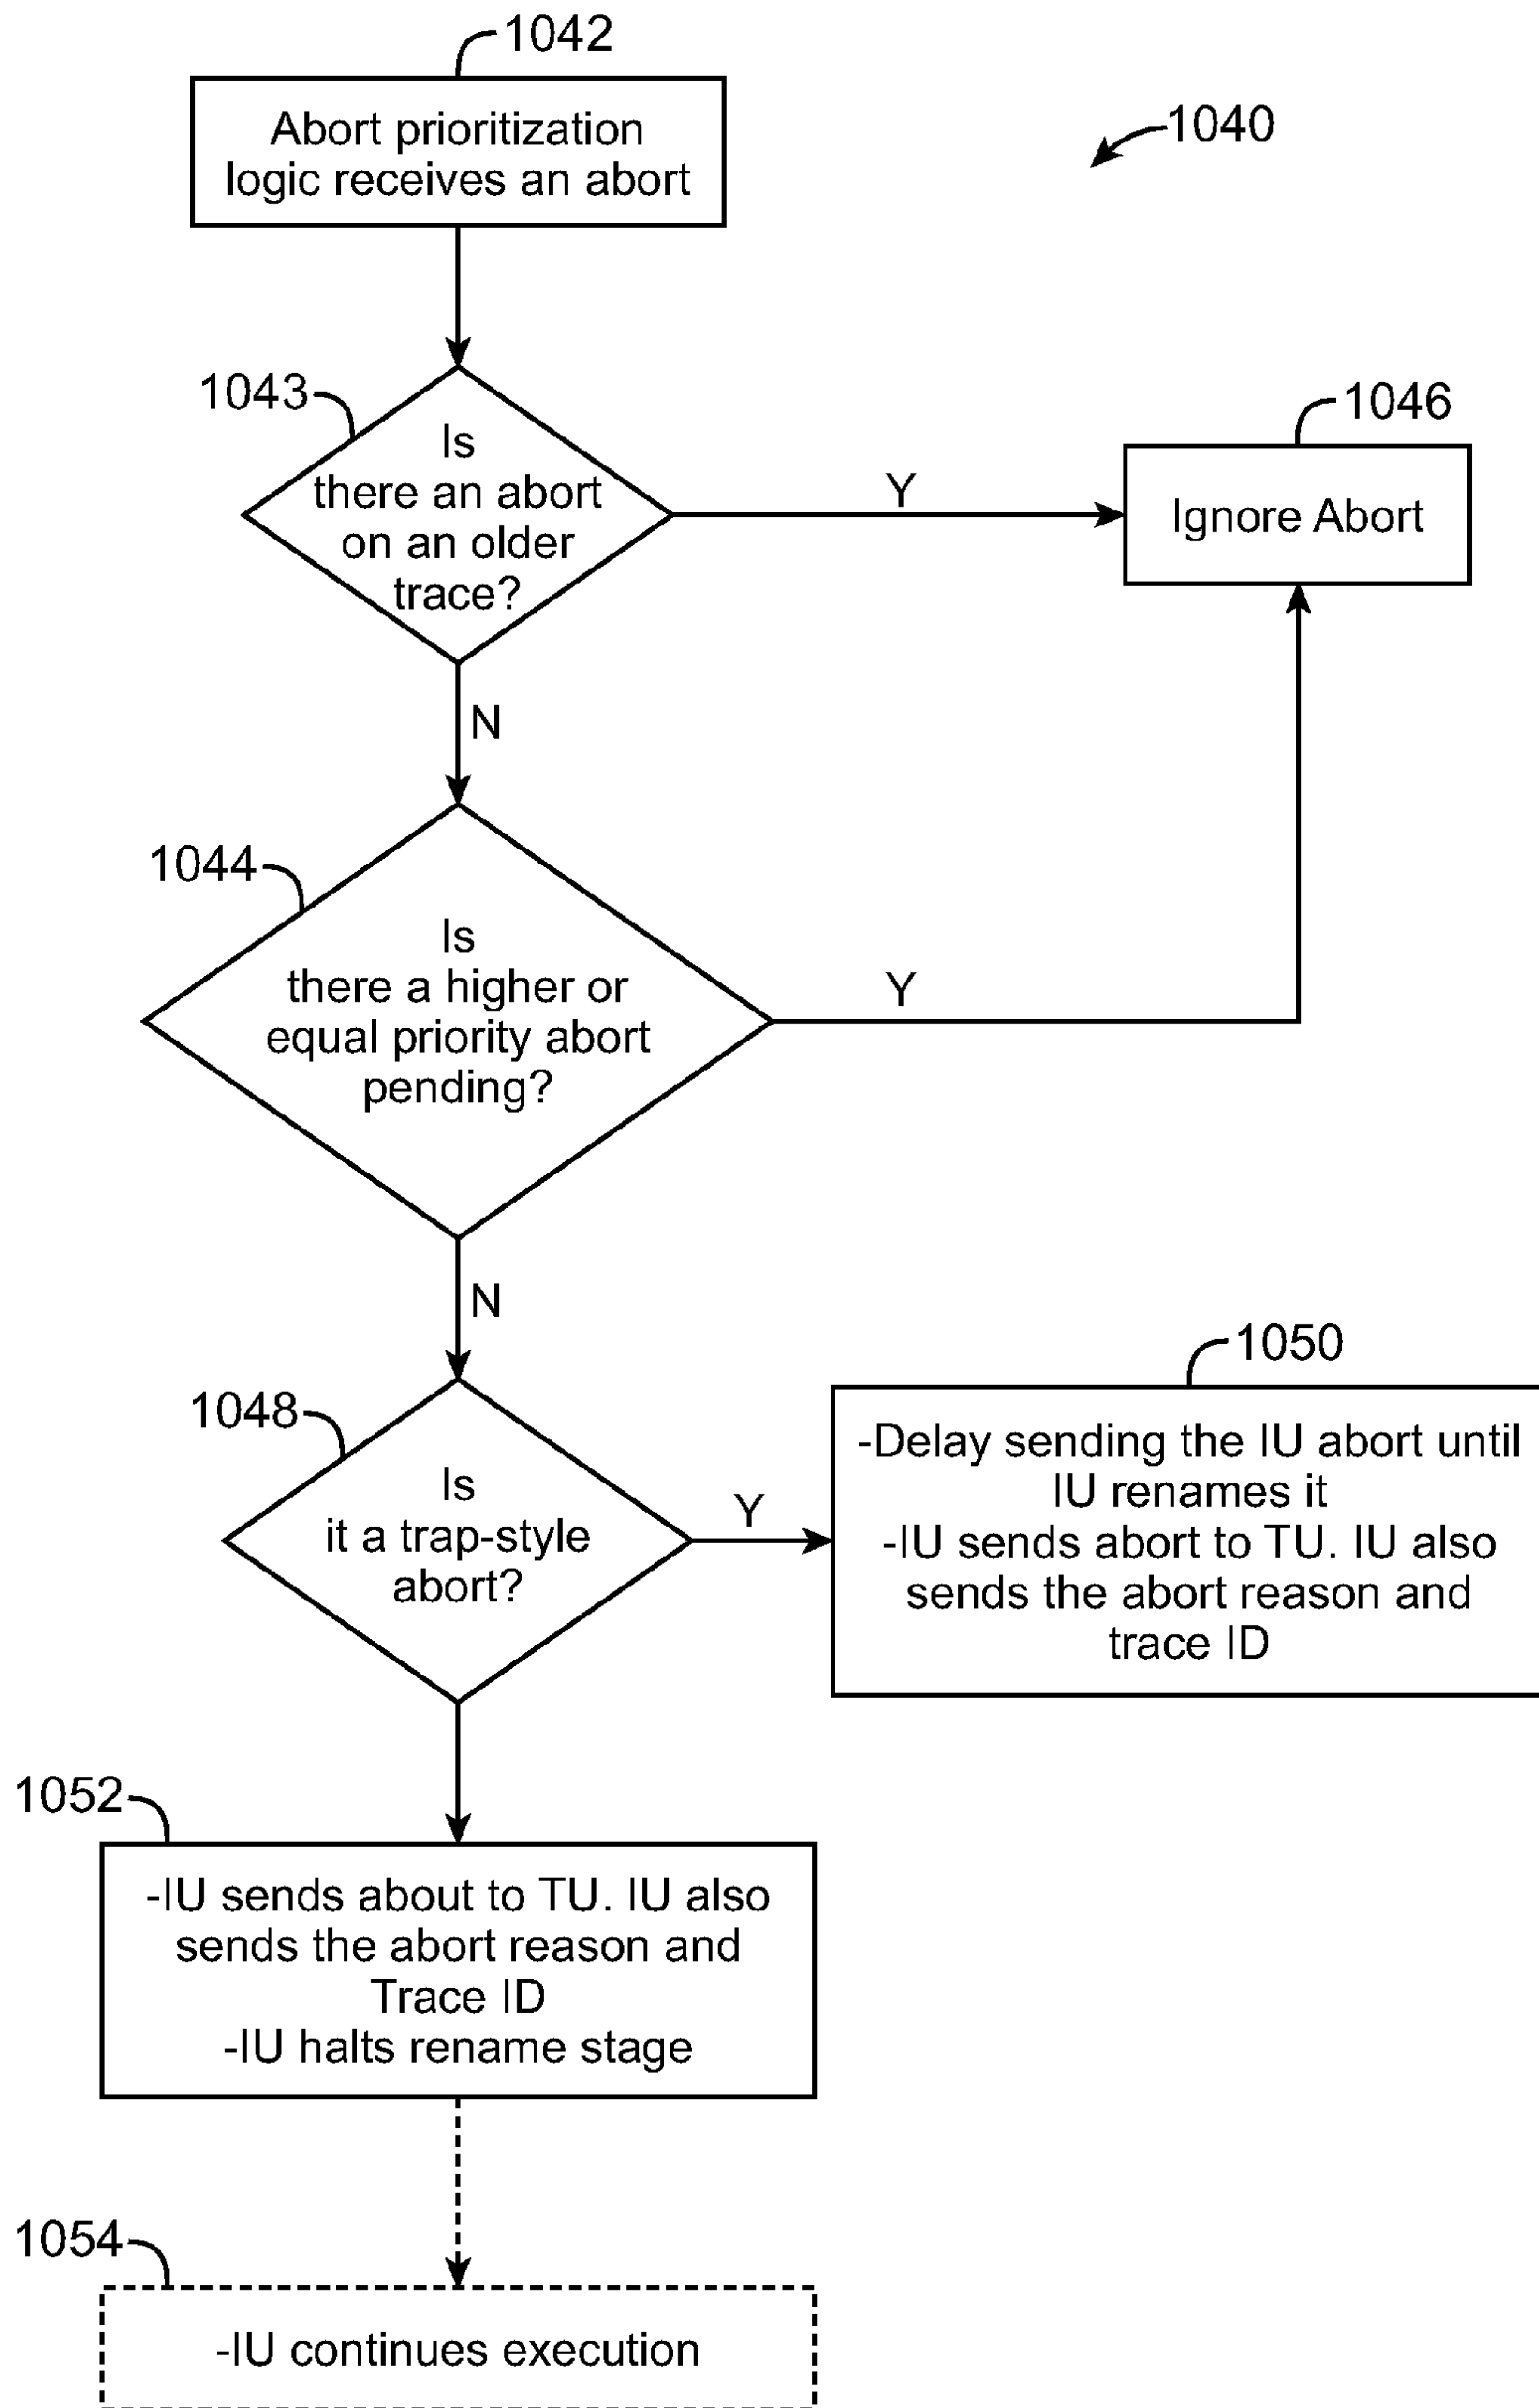 1042
Abort prioritization
logic receives an abort
1040
1043
Is
there an abort
on an older
trace?
Y
1046
Ignore Abort
N
1044
Is
there a higher or
equal priority abort
pending?
Y
N
1048
Is
it a trap-style
abort?
Y
1050
-Delay sending the IU abort until
IU renames it
-IU sends abort to TU. IU also
sends the abort reason and
trace ID
1052
-IU sends about to TU. IU also
sends the abort reason and
Trace ID
-IU halts rename stage
1054
-IU continues execution